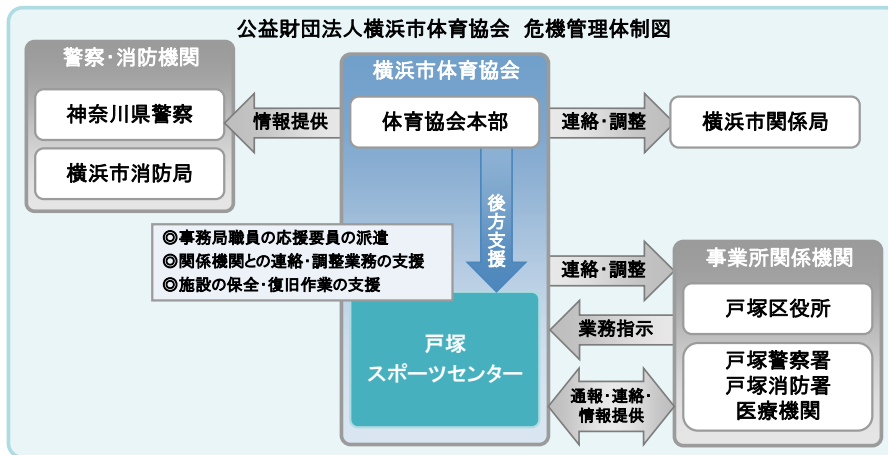 公益財団法人横浜市体育協会 危機管理体制図
警察・消防機関
神奈川県警察
横浜市消防局
情報提供
横浜市体育協会
体育協会本部
連絡・調整
横浜市関係局
後方支援
◎事務局職員の応援要員の派遣
◎関係機関との連絡・調整業務の支援
◎施設の保全・復旧作業の支援
戸塚
スポーツセンター
連絡・調整
業務指示
通報・連絡・
情報提供
事業所関係機関
戸塚区役所
戸塚警察署
戸塚消防署
医療機関